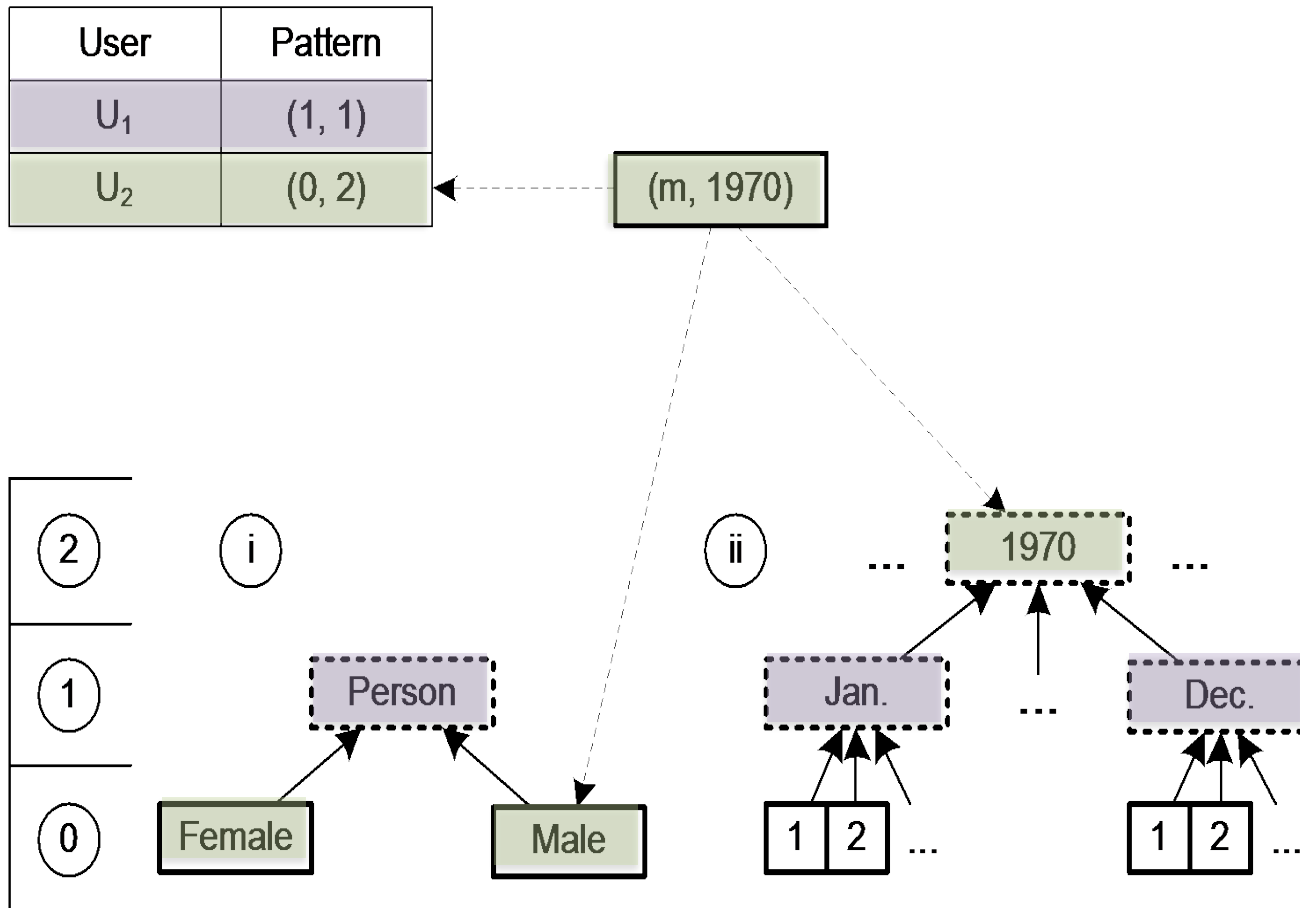 User Pattern
U₁ (1, 1)
U₂ (0, 2)
(m, 1970)
2 i ii ... 1970 ...
1 Person Jan. ... Dec.
0 Female Male 1 2 ... 1 2 ...